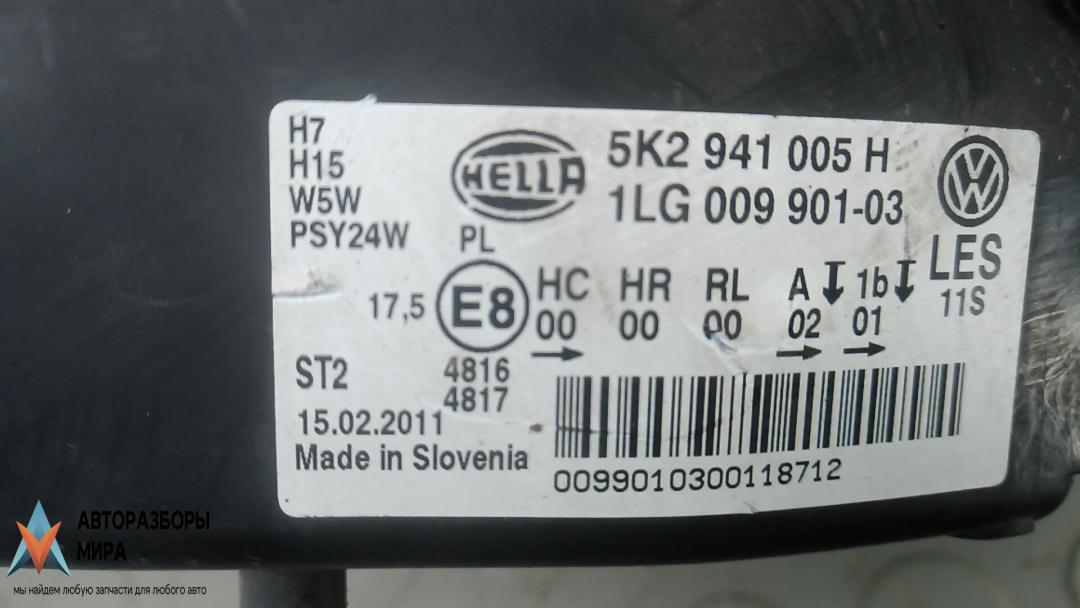 H7
H15
W5W
PSY24W
HELLA
5K2 941 005 H
1LG 009 901-03
LES
11S
PL
17,5
E8
HC HR RL A 1b
00 00 00 02 01
ST2
4816
4817
15.02.2011
Made in Slovenia
0099010300118712
АВТОРАЗБОРЫ
МИРА
мы найдем любую запчасти для любого авто